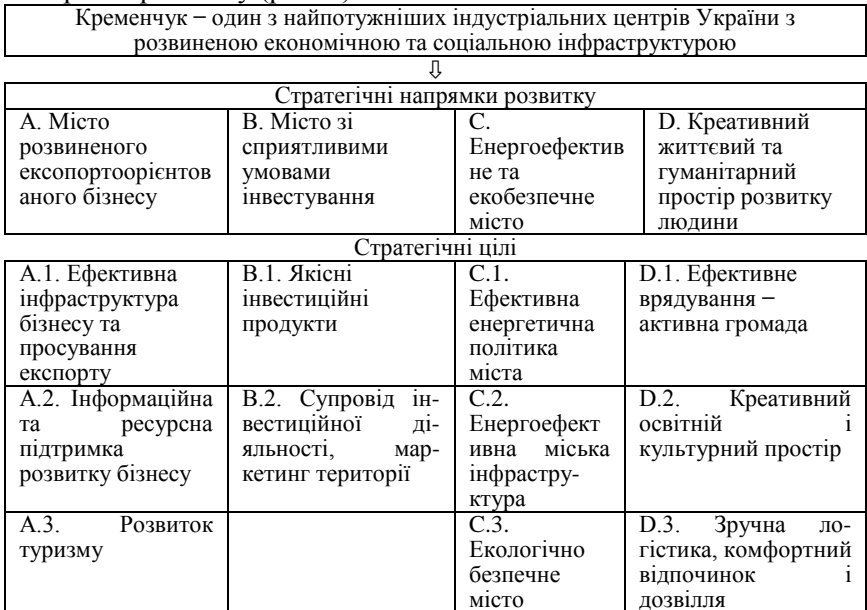 Кременчук – один з найпотужніших індустріальних центрів України з
розвиненою економічною та соціальною інфраструктурою
⇩
Стратегічні напрямки розвитку
A. Місто
розвиненого
експортоорієнтов
аного бізнесу
B. Місто зі
сприятливими
умовами
інвестування
C.
Енергоефектив
не та
екобезпечне
місто
D. Креативний
життєвий та
гуманітарний
простір розвитку
людини
Стратегічні цілі
A.1. Ефективна
інфраструктура
бізнесу та
просування
експорту
B.1. Якісні
інвестиційні
продукти
C.1.
Ефективна
енергетична
політика
міста
D.1. Ефективне
врядування –
активна громада
A.2. Інформаційна
та ресурсна
підтримка
розвитку бізнесу
B.2. Супровід ін-
вестиційної ді-
яльності, мар-
кетинг території
C.2.
Енергоефект
ивна міська
інфрастру-
ктура
D.2. Креативний
освітній і
культурний простір
A.3. Розвиток
туризму
C.3.
Екологічно
безпечне
місто
D.3. Зручна ло-
гістика, комфортний
відпочинок і
дозвілля